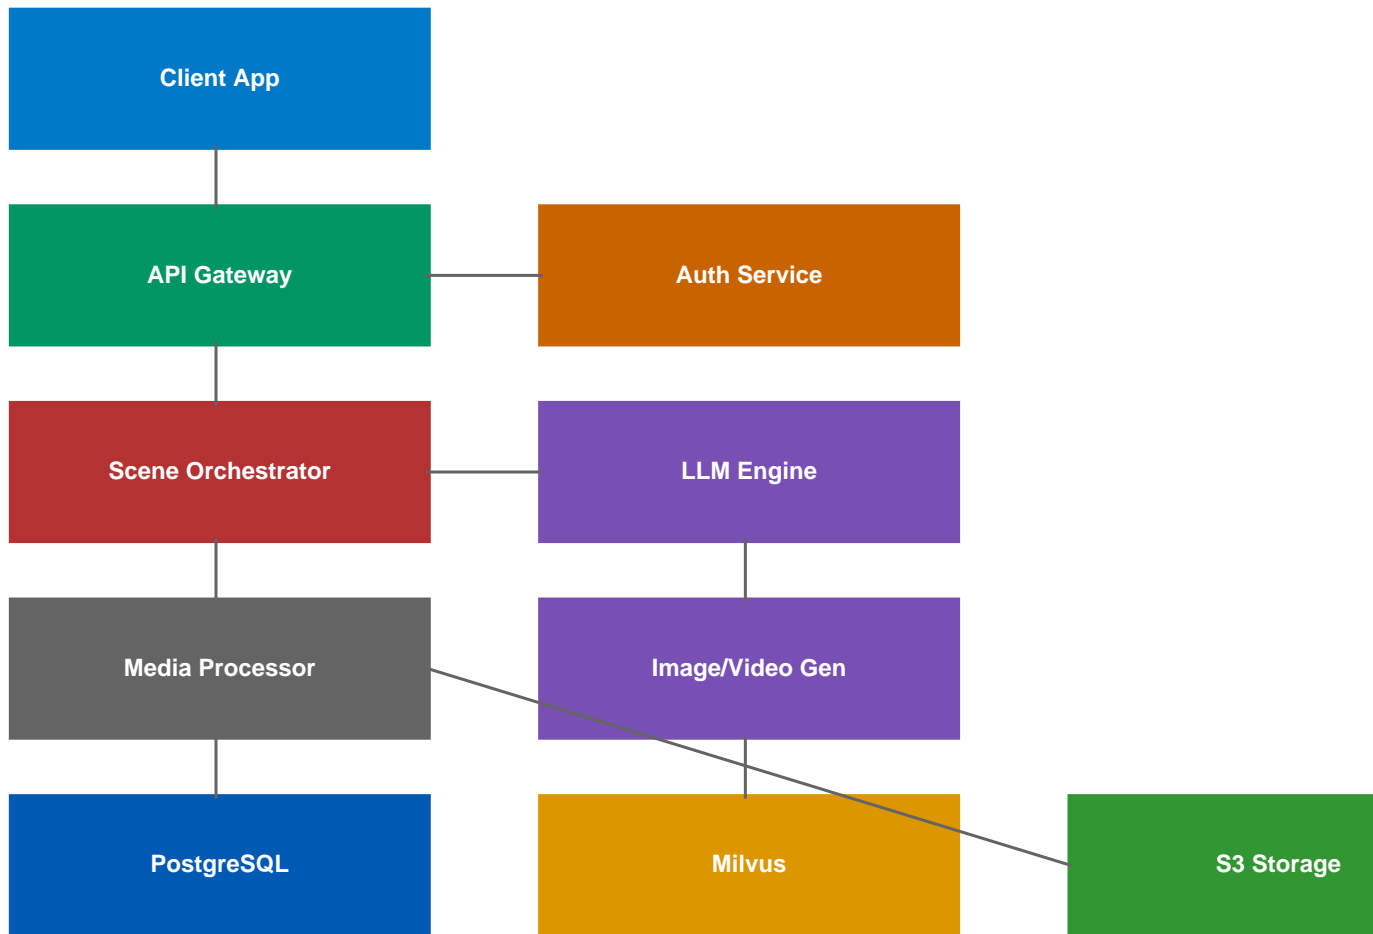 Client App
API Gateway
Auth Service
Scene Orchestrator
LLM Engine
Media Processor
Image/Video Gen
PostgreSQL
Milvus
S3 Storage